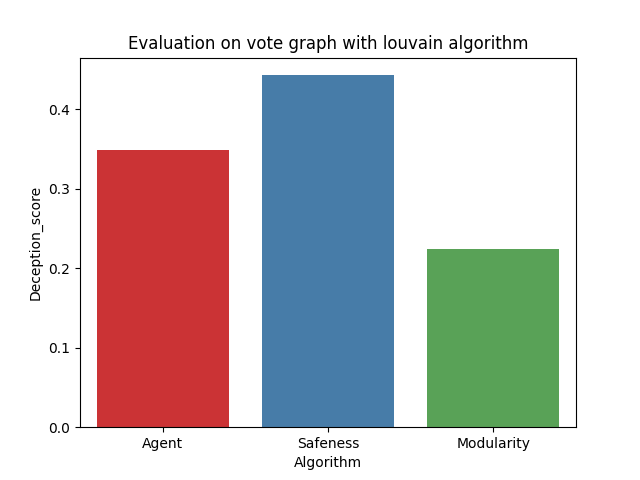 Evaluation on vote graph with louvain algorithm
Deception_score
0.4
0.3
0.2
0.1
0.0
Agent
Safeness
Modularity
Algorithm